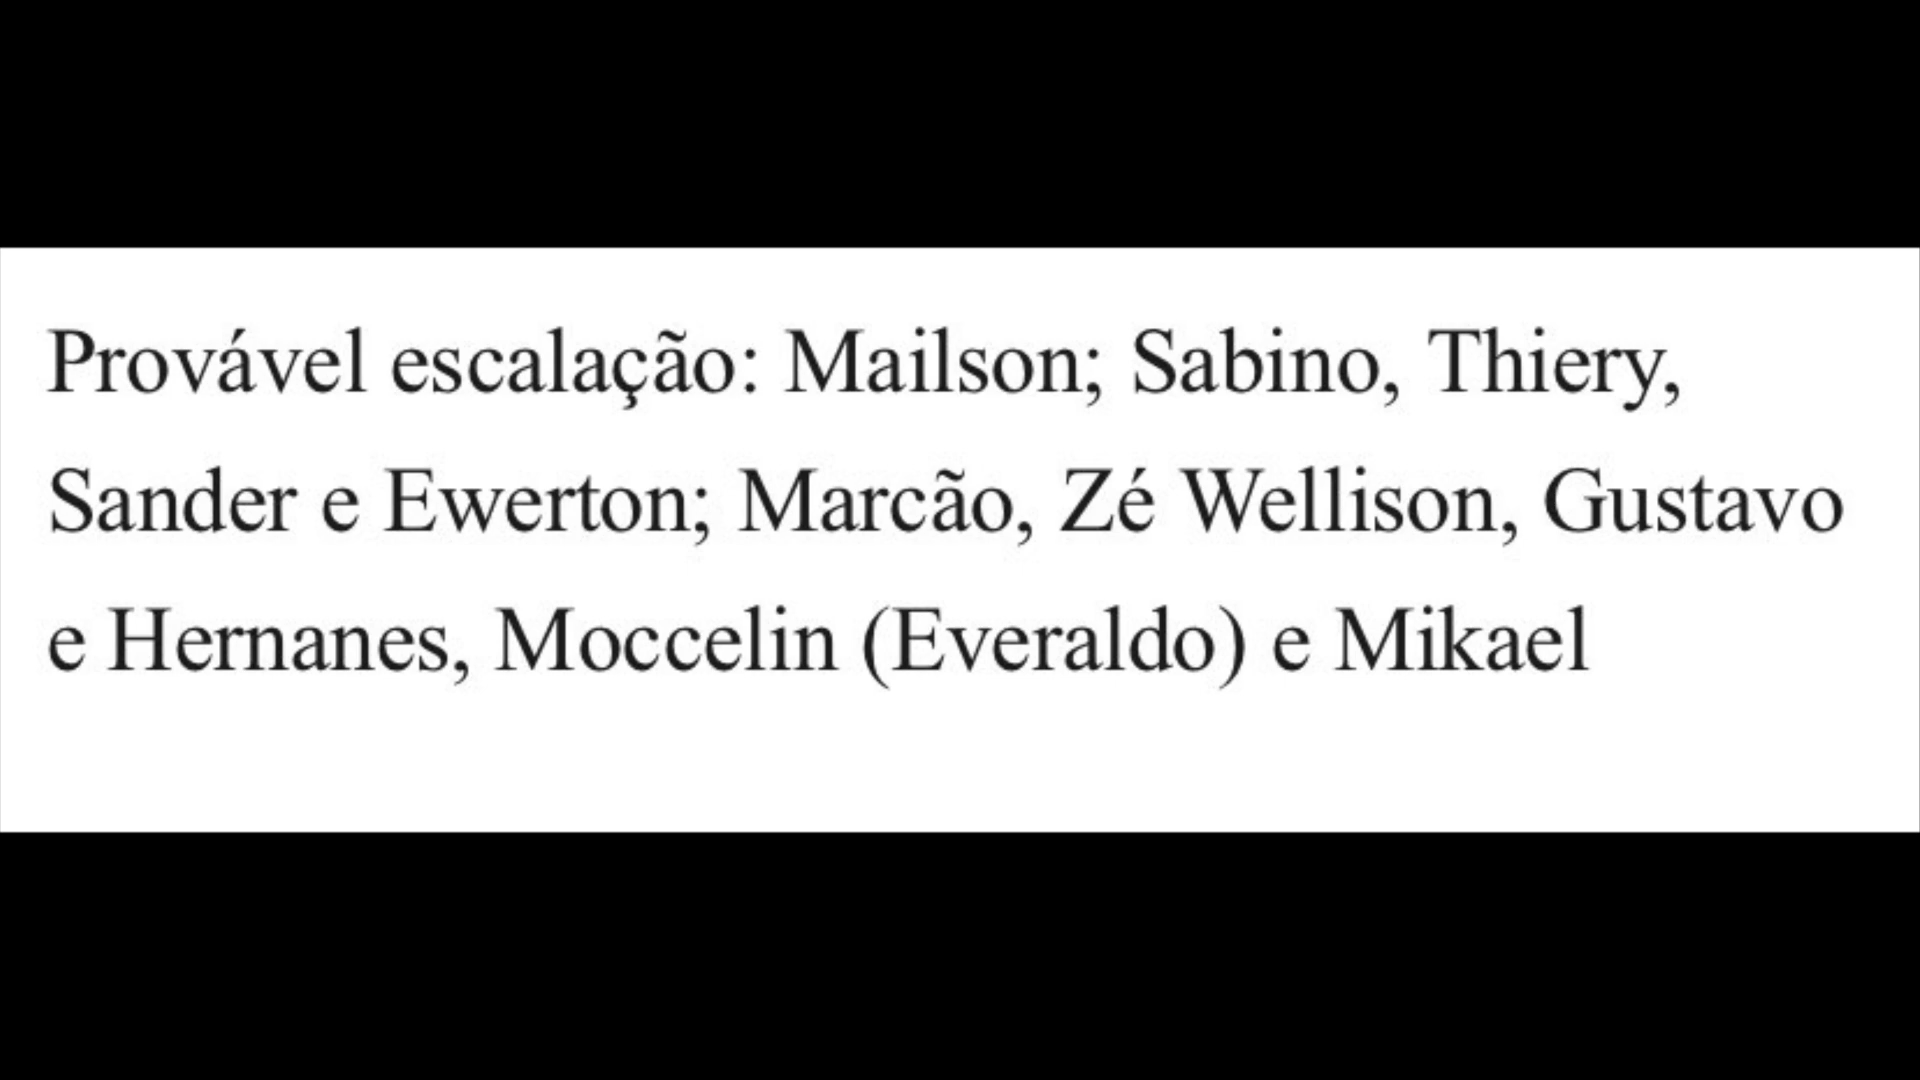 Provável escalação: Mailson; Sabino, Thiery,
Sander e Ewerton; Marcão, Zé Wellison, Gustavo
e Hernanes, Moccelin (Everaldo) e Mikael